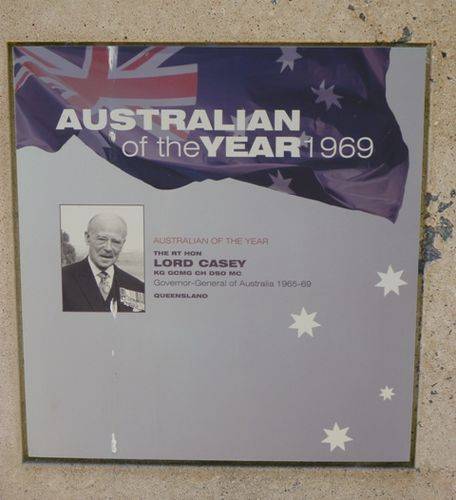 AUSTRALIAN
of the YEAR 1969
AUSTRALIAN OF THE YEAR
THE RT HON
LORD CASEY
KG GCMG CH DSO MC
Governor-General of Australia 1965-69
QUEENSLAND